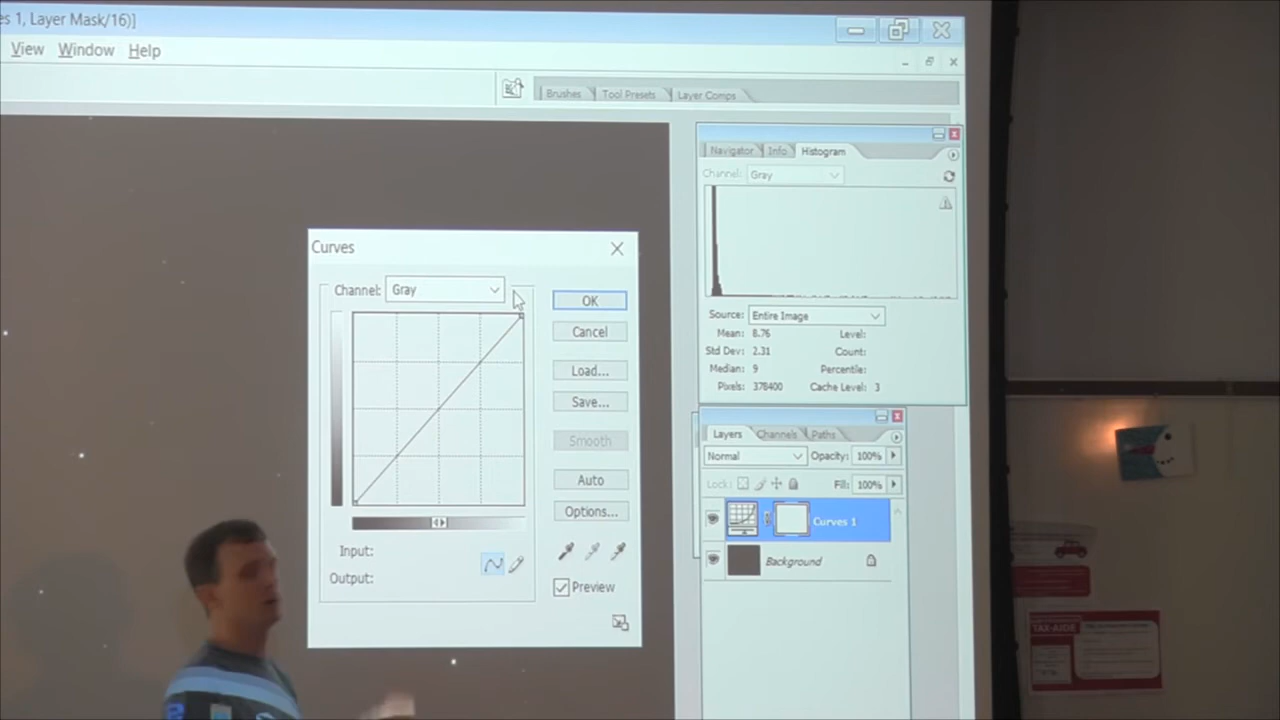 es 1, Layer Mask/16)]
View Window Help
Brushes Tool Presets Layer Comps
Navigator Info Histogram
Channel: Gray
Source: Entire Image
Mean: 8.76 Level:
Std Dev: 2.31 Count:
Median: 9 Percentile:
Pixels: 378400 Cache Level: 3
Curves
Channel: Gray
OK
Cancel
Load...
Save...
Smooth
Auto
Options...
Input:
Output:
Preview
Layers Channels Paths
Normal Opacity: 100%
Lock: Fill: 100%
Curves 1
Background
TAX-AIDE